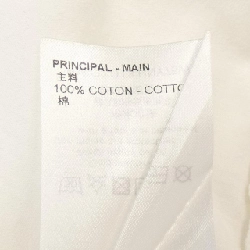 PRINCIPAL - MAIN
主料
100% COTON - COTTO
棉